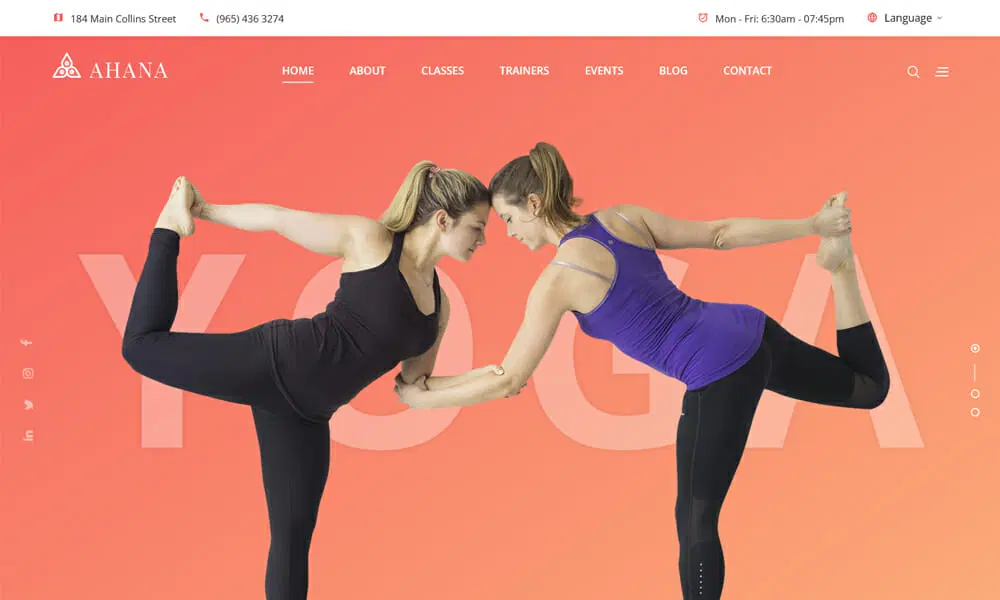 184 Main Collins Street
(965) 436 3274
Mon - Fri: 6:30am - 07:45pm
Language
AHANA
HOME
ABOUT
CLASSES
TRAINERS
EVENTS
BLOG
CONTACT
YOGA